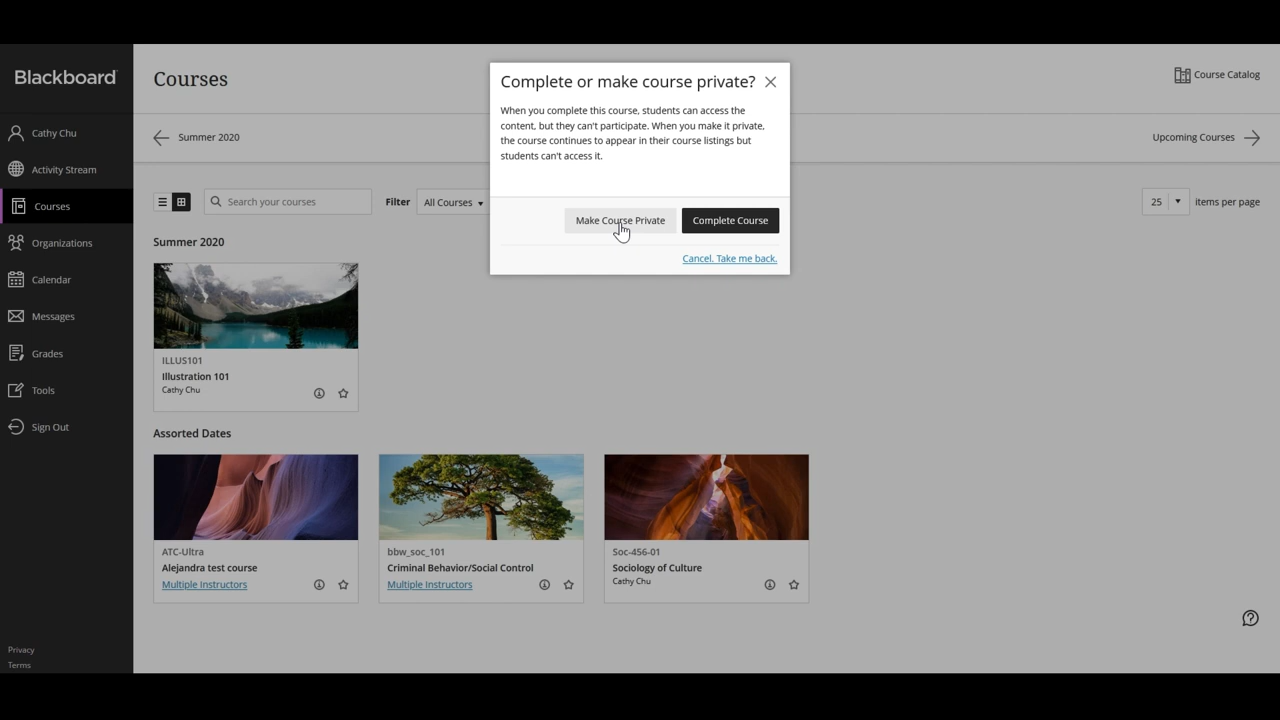 Blackboard
Cathy Chu
Activity Stream
Courses
Organizations
Calendar
Messages
Grades
Tools
Sign Out
Privacy
Terms
Courses
Course Catalog
Summer 2020
Upcoming Courses
Search your courses
Filter
All Courses
25
items per page
Complete or make course private?
When you complete this course, students can access the
content, but they can't participate. When you make it private,
the course continues to appear in their course listings but
students can't access it.
Make Course Private
Complete Course
Cancel. Take me back.
Summer 2020
ILLUS101
Illustration 101
Cathy Chu
Assorted Dates
ATC-Ultra
Alejandra test course
Multiple Instructors
bbw_soc_101
Criminal Behavior/Social Control
Multiple Instructors
Soc-456-01
Sociology of Culture
Cathy Chu